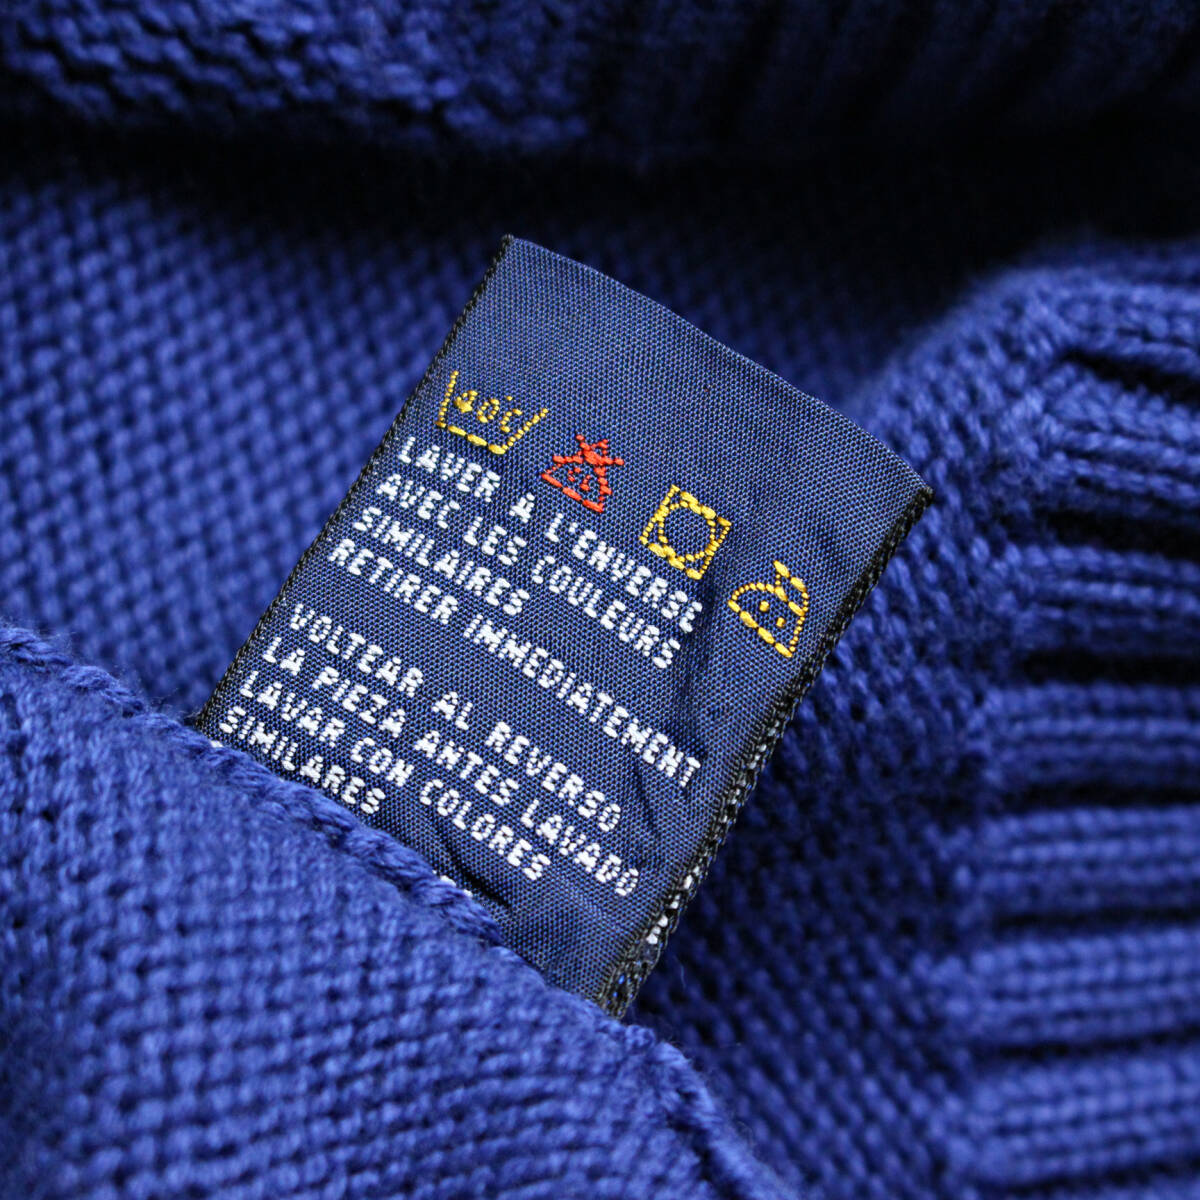 40°C
LAVER À L'ENVERSE
AVEC LES COULEURS
SIMILAIRES
RETIRER IMMEDIATEMENT
VOLTEAR AL REVERSO
LA PIEZA ANTES LAVADO
LAVAR CON COLORES
SIMILARES